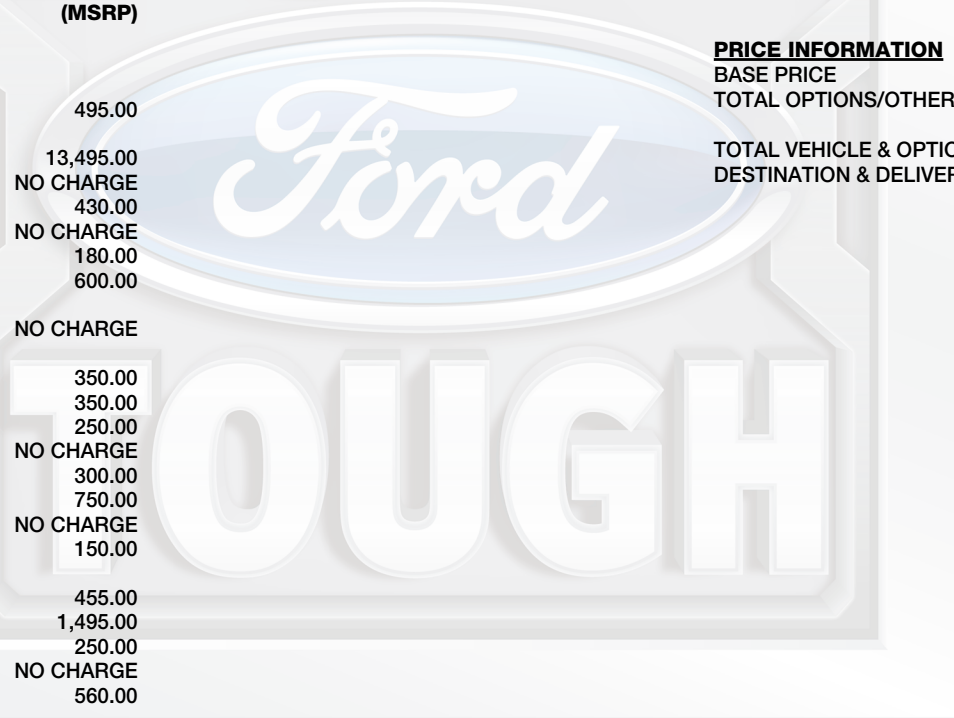 (MSRP)
495.00
13,495.00
NO CHARGE
430.00
NO CHARGE
180.00
600.00
NO CHARGE
350.00
350.00
250.00
NO CHARGE
300.00
750.00
NO CHARGE
150.00
455.00
1,495.00
250.00
NO CHARGE
560.00
PRICE INFORMATION
BASE PRICE
TOTAL OPTIONS/OTHER
TOTAL VEHICLE & OPTIO
DESTINATION & DELIVER
Ford
TOUGH